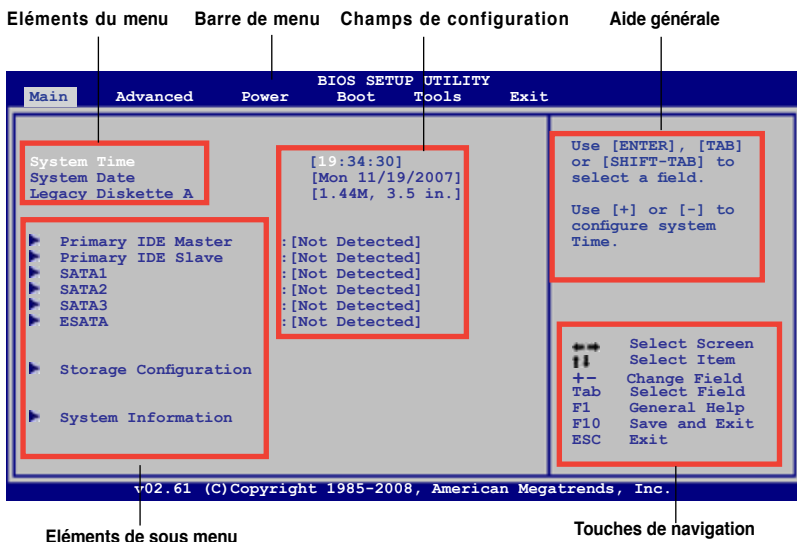 Eléments du menu Barre de menu Champs de configuration Aide générale
BIOS SETUP UTILITY
Main Advanced Power Boot Tools Exit
System Time [19:34:30]
System Date [Mon 11/19/2007]
Legacy Diskette A [1.44M, 3.5 in.]
Primary IDE Master :[Not Detected]
Primary IDE Slave :[Not Detected]
SATA1 :[Not Detected]
SATA2 :[Not Detected]
SATA3 :[Not Detected]
ESATA :[Not Detected]
Storage Configuration
System Information
Use [ENTER], [TAB]
or [SHIFT-TAB] to
select a field.
Use [+] or [-] to
configure system
Time.
←→ Select Screen
↑↓ Select Item
+- Change Field
Tab Select Field
F1 General Help
F10 Save and Exit
ESC Exit
v02.61 (C)Copyright 1985-2008, American Megatrends, Inc.
Eléments de sous menu Touches de navigation